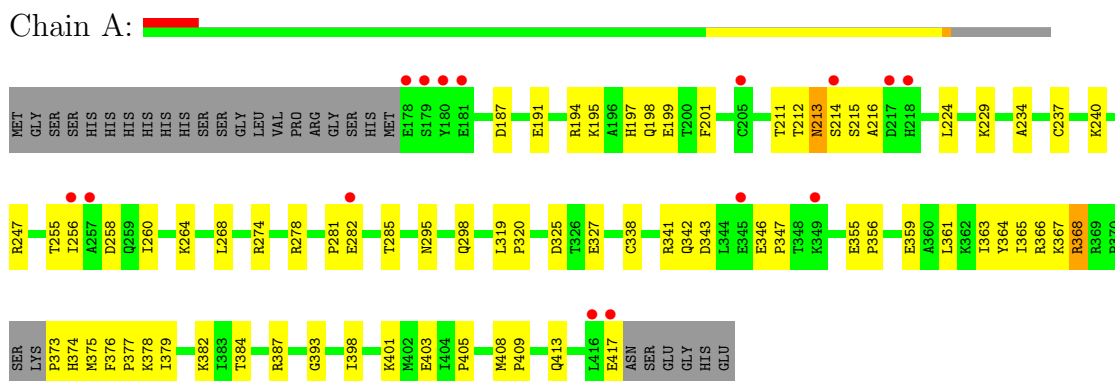 Chain A:
MET GLY SER SER HIS HIS HIS HIS HIS HIS SER SER GLY LEU VAL PRO ARG GLY SER HIS MET E178 S179 Y180 E181 D187 E191 R194 K195 A196 H197 Q198 E199 T200 F201 C205 T211 T212 N213 S214 S215 A216 D217 H218 L224 K229 A234 C237 K240
R247 T255 I256 A257 D258 Q259 I260 K264 L268 R274 R278 P281 E282 T285 N295 Q298 L319 P320 D325 T326 E327 C338 R341 Q342 D343 L344 E345 E346 P347 T348 K349 E355 P356 E359 A360 L361 K362 I363 Y364 I365 R366 K367 R368 R369
SER LYS P373 H374 M375 F376 P377 K378 I379 K382 I383 T384 R387 G393 I398 K401 M402 E403 I404 P405 M408 P409 Q413 L416 E417 ASN SER GLU GLY HIS GLU